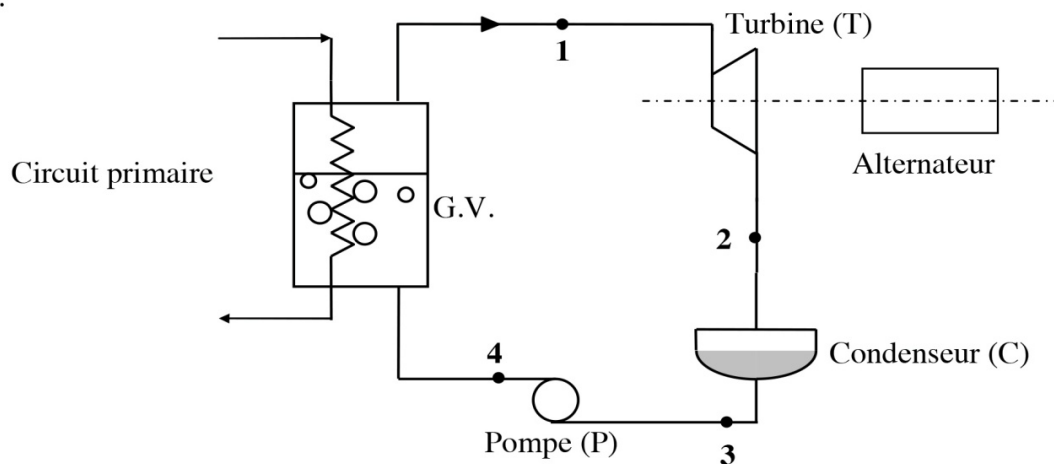 Turbine (T)
1
Alternateur
Circuit primaire
G.V.
2
4
Condenseur (C)
Pompe (P)
3